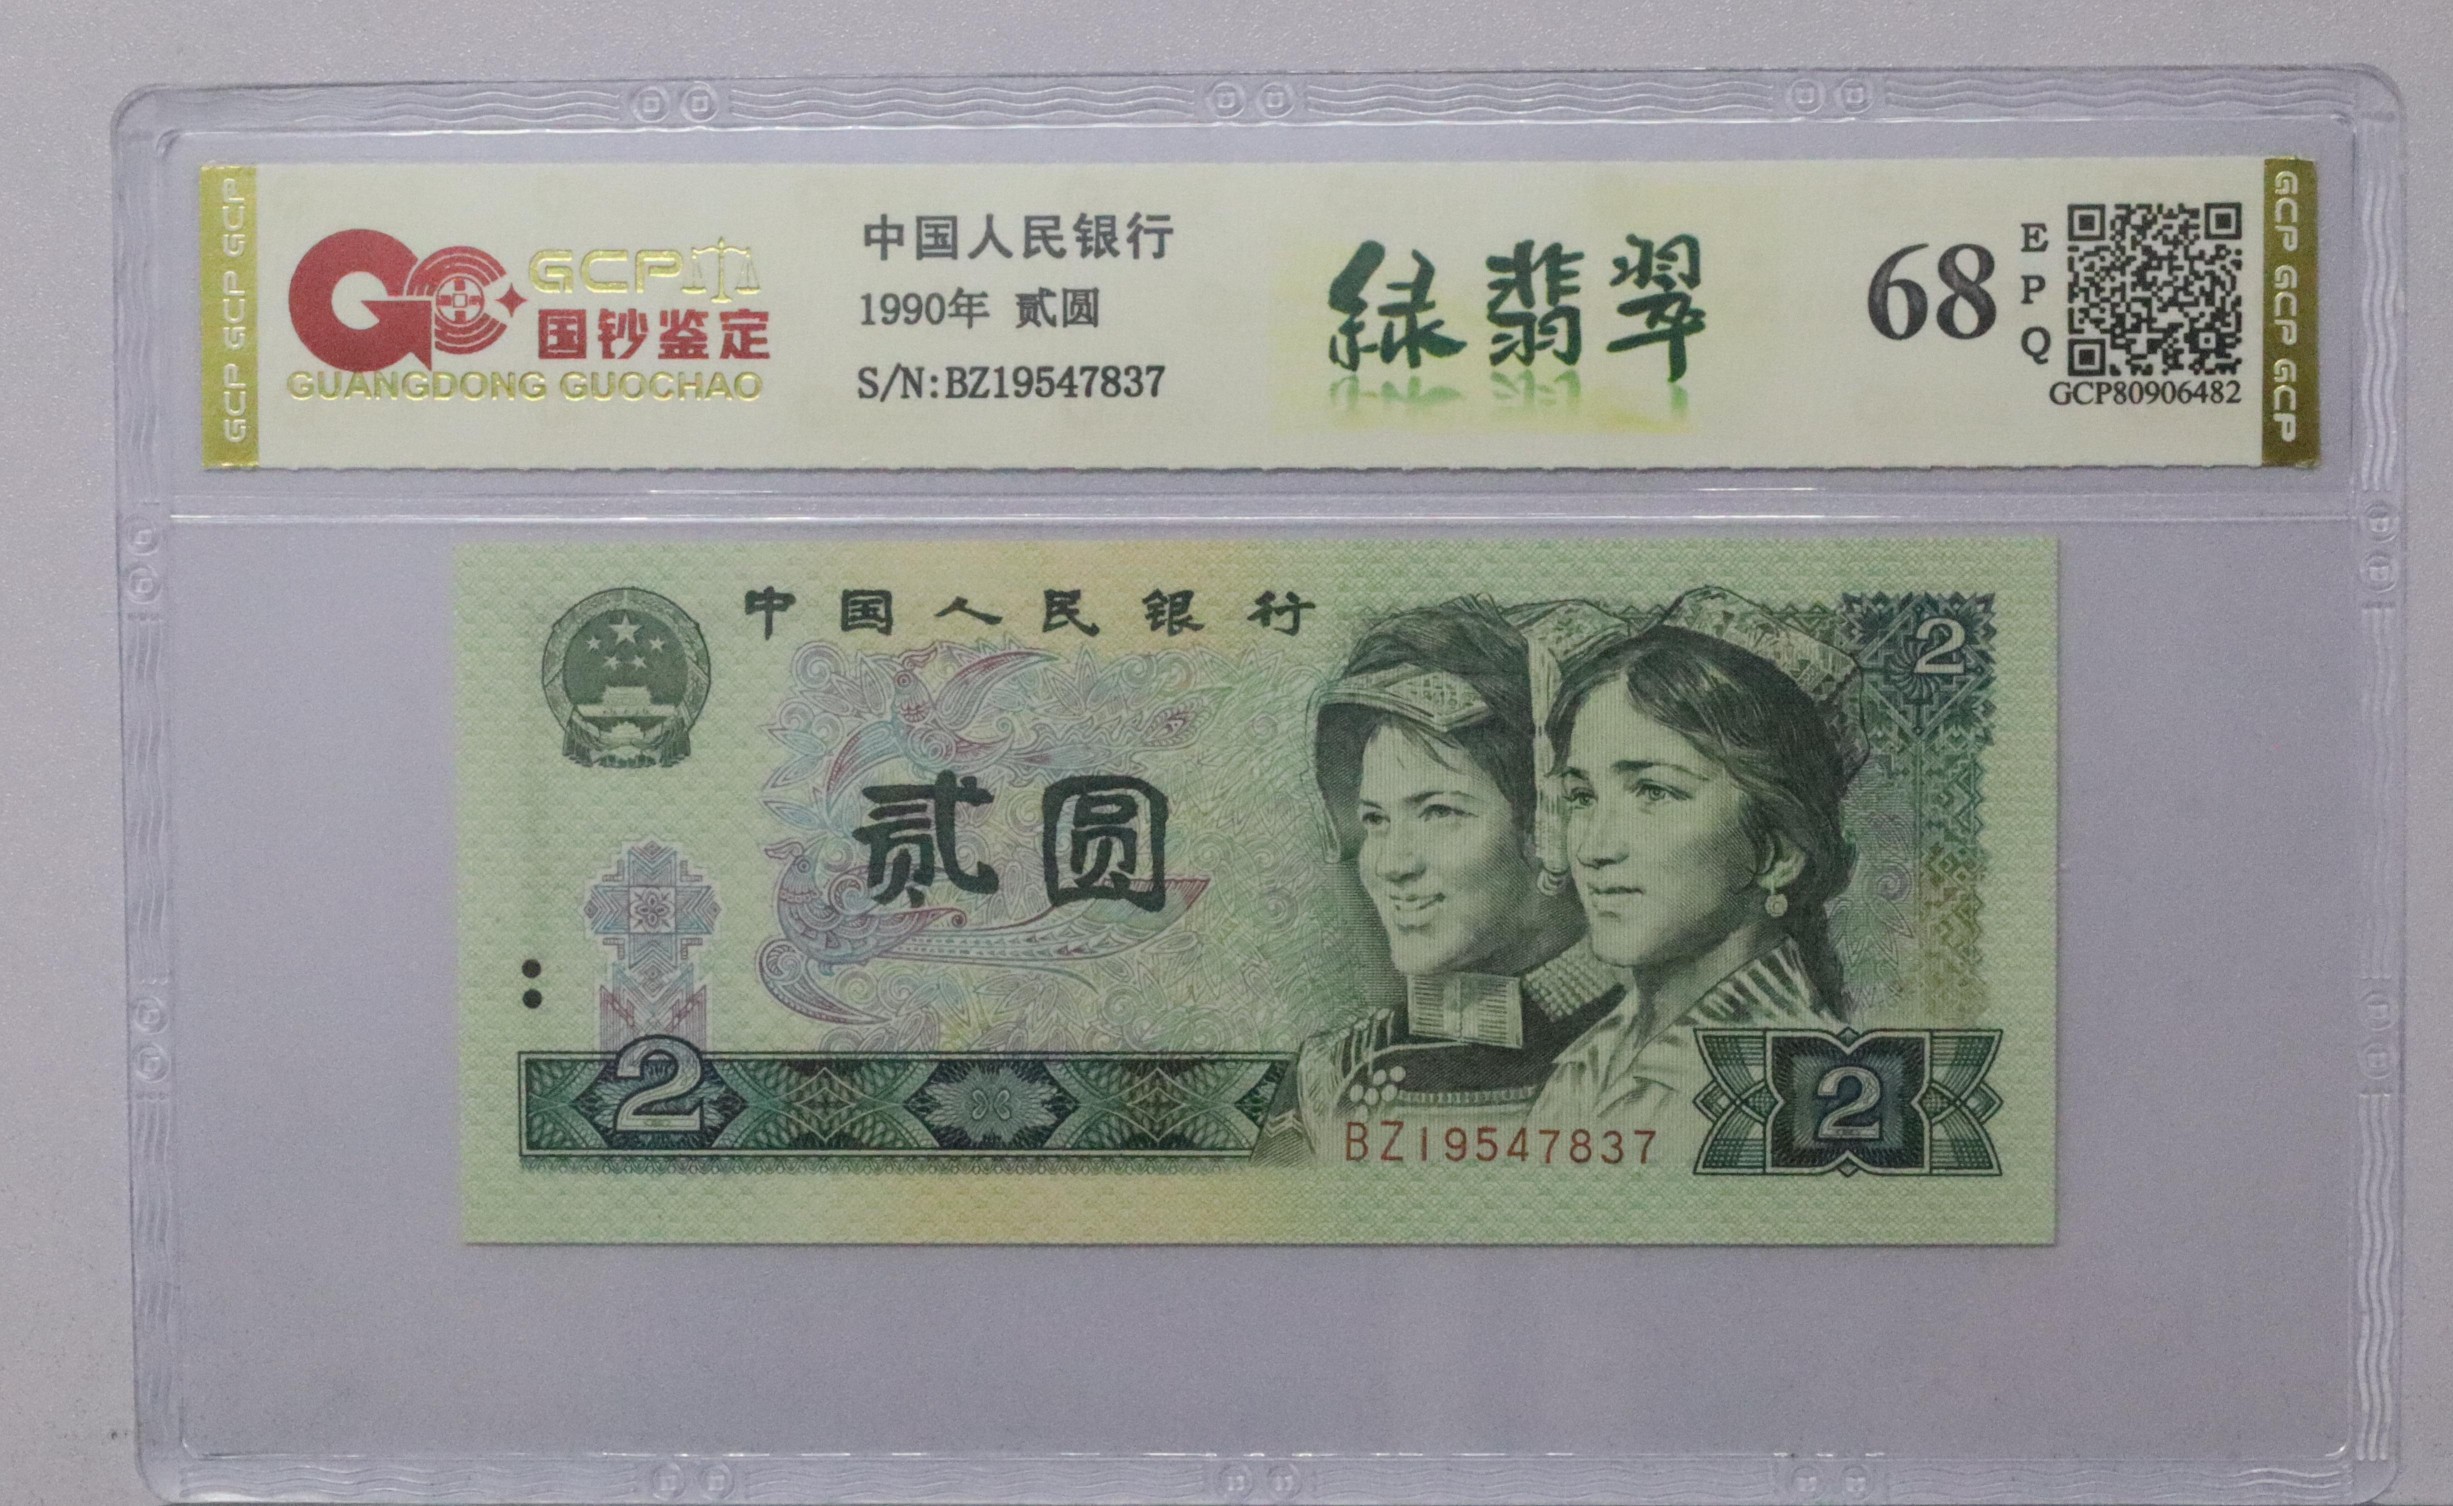 GCP GCP GCP
GCP
国钞鉴定
GUANGDONG GUOCHAO
中国人民银行
1990年 贰圆
S/N:BZ19547837
绿翡翠
68
EPQ
GCP80906482
GCP GCP GCP
中国人民银行
2
贰圆
2
BZ19547837
2